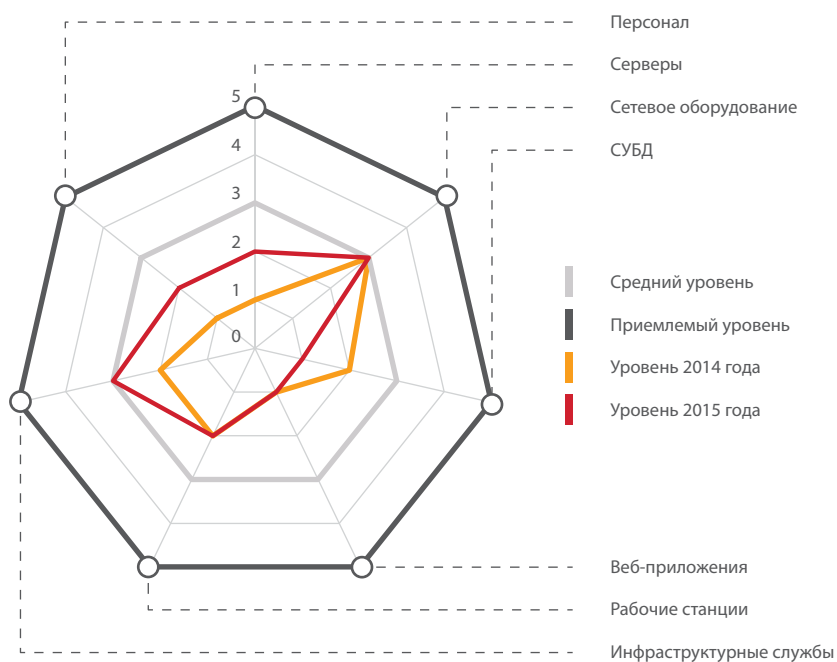 Персонал
Серверы
Сетевое оборудование
СУБД
5
4
3
2
1
0
Средний уровень
Приемлемый уровень
Уровень 2014 года
Уровень 2015 года
Веб-приложения
Рабочие станции
Инфраструктурные службы